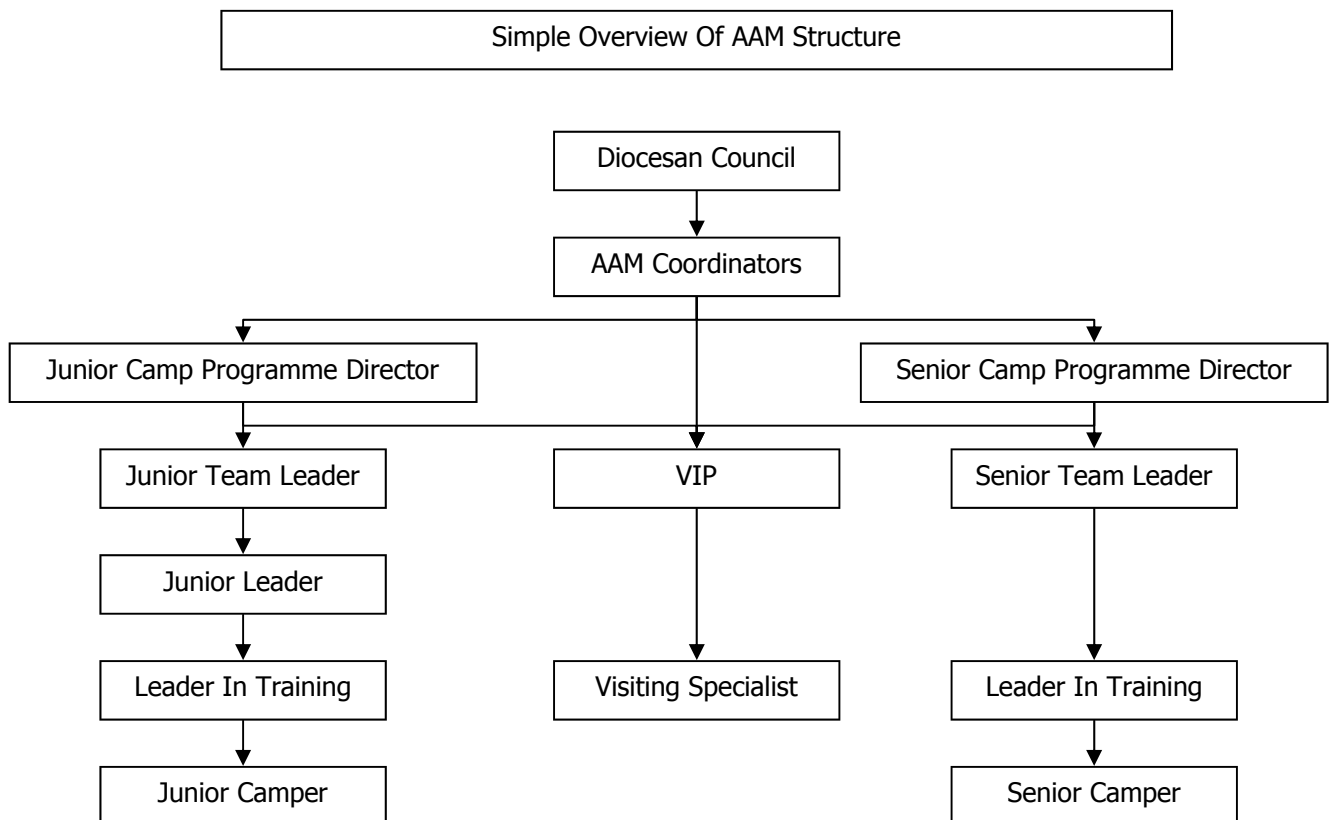 Simple Overview Of AAM Structure
Diocesan Council
AAM Coordinators
Junior Camp Programme Director
Senior Camp Programme Director
Junior Team Leader
VIP
Senior Team Leader
Junior Leader
Leader In Training
Visiting Specialist
Leader In Training
Junior Camper
Senior Camper